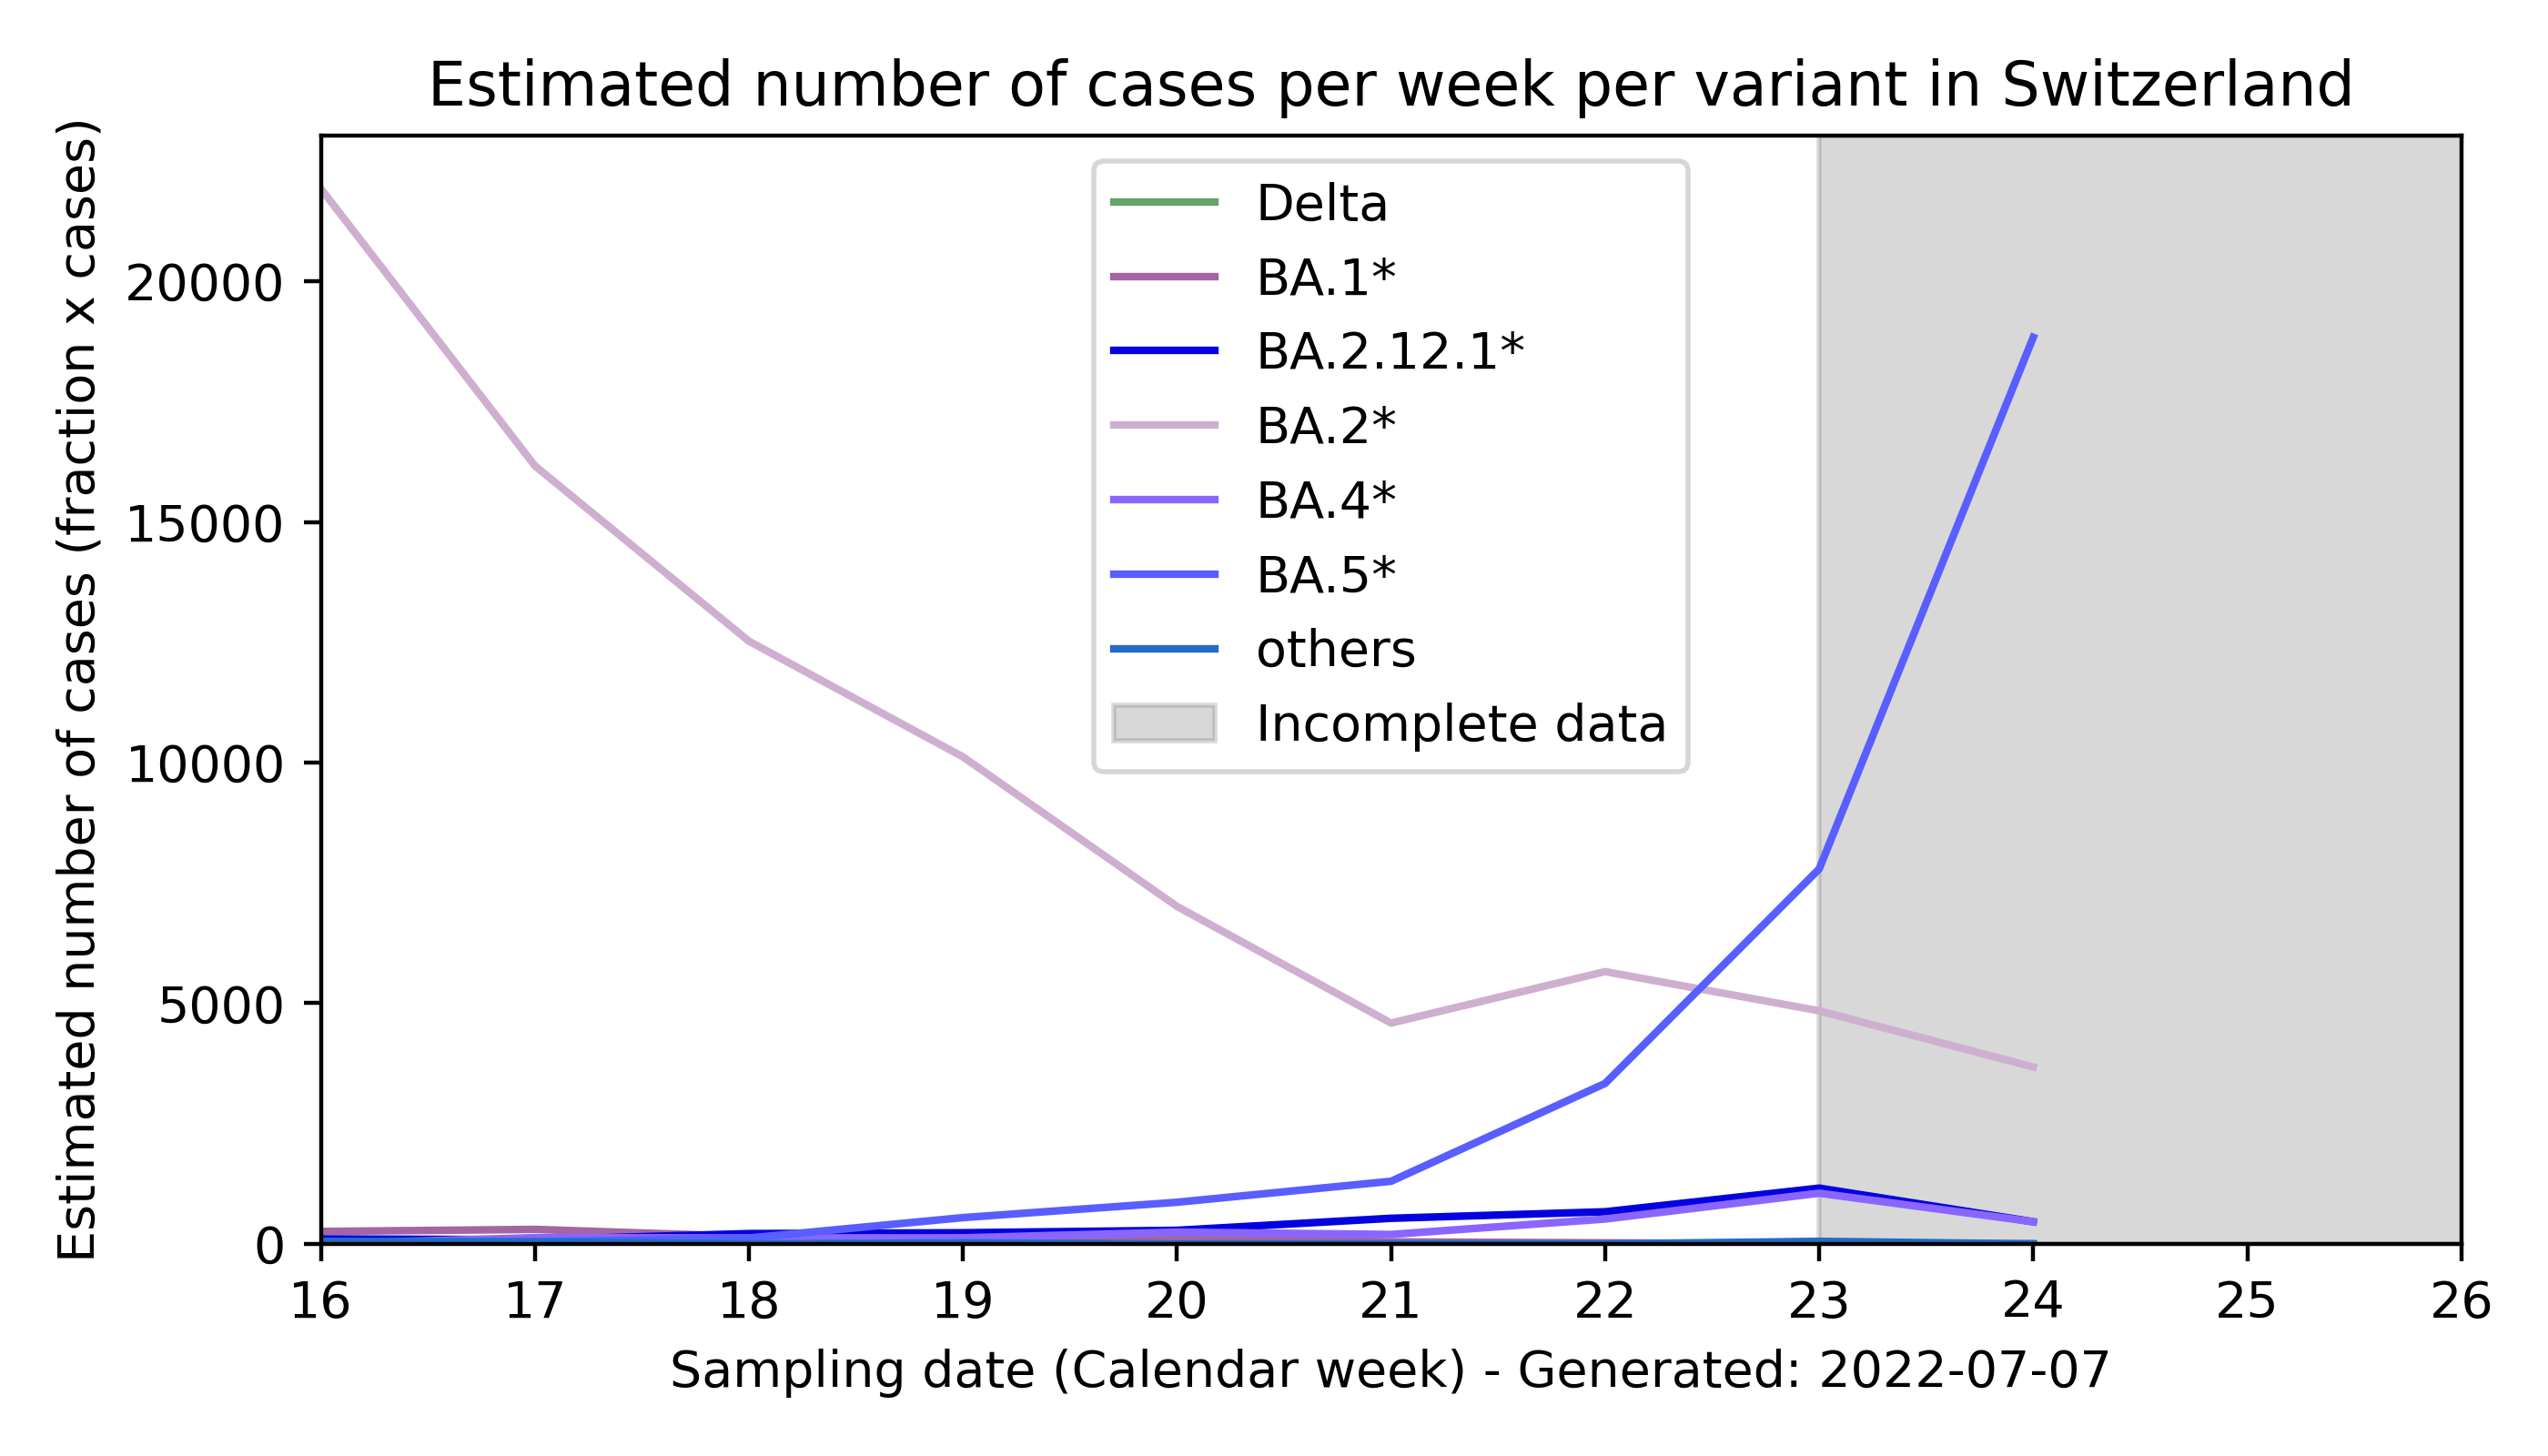 Estimated number of cases per week per variant in Switzerland
Estimated number of cases (fraction x cases)
20000
15000
10000
5000
0
Delta
BA.1*
BA.2.12.1*
BA.2*
BA.4*
BA.5*
others
Incomplete data
16 17 18 19 20 21 22 23 24 25 26
Sampling date (Calendar week) - Generated: 2022-07-07